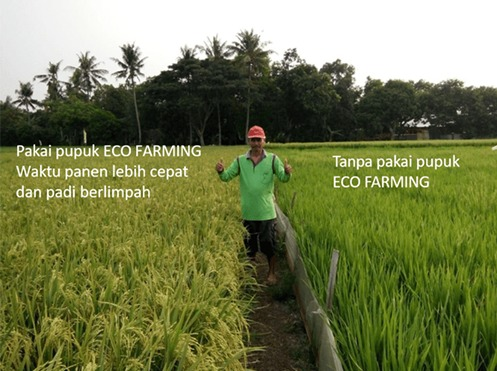 Pakai pupuk ECO FARMING
Waktu panen lebih cepat
dan padi berlimpah
Tanpa pakai pupuk
ECO FARMING